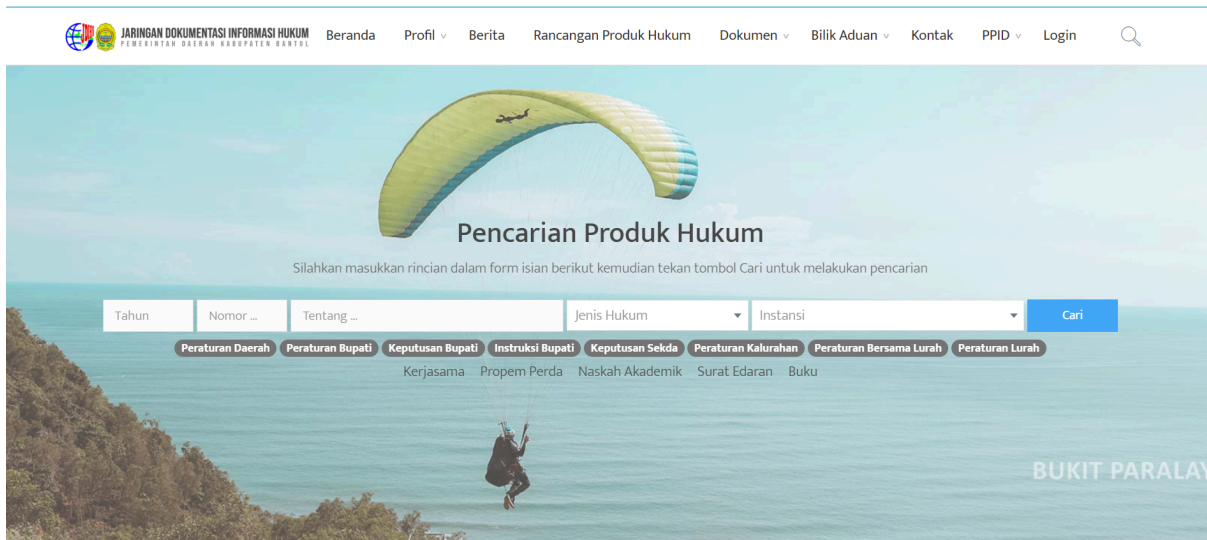 JARINGAN DOKUMENTASI INFORMASI HUKUM
PEMERINTAH DAERAH KABUPATEN BANTUL
Beranda Profil Berita Rancangan Produk Hukum Dokumen Bilik Aduan Kontak PPID Login
Pencarian Produk Hukum
Silahkan masukkan rincian dalam form isian berikut kemudian tekan tombol Cari untuk melakukan pencarian
Tahun Nomor ... Tentang ... Jenis Hukum Instansi Cari
Peraturan Daerah Peraturan Bupati Keputusan Bupati Instruksi Bupati Keputusan Sekda Peraturan Kalurahan Peraturan Bersama Lurah Peraturan Lurah
Kerjasama Propem Perda Naskah Akademik Surat Edaran Buku
BUKIT PARALAY